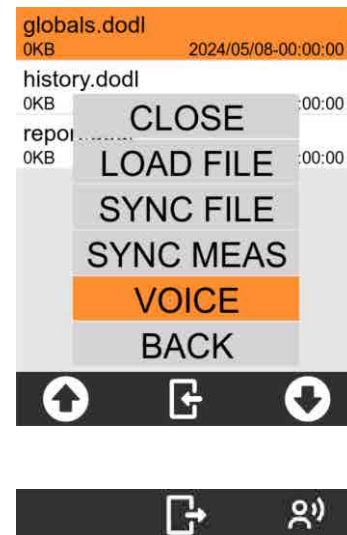 globals.dodl
0KB 2024/05/08-00:00:00
history.dodl
0KB :00:00
CLOSE
0KB :00:00
LOAD FILE
SYNC FILE
SYNC MEAS
VOICE
BACK